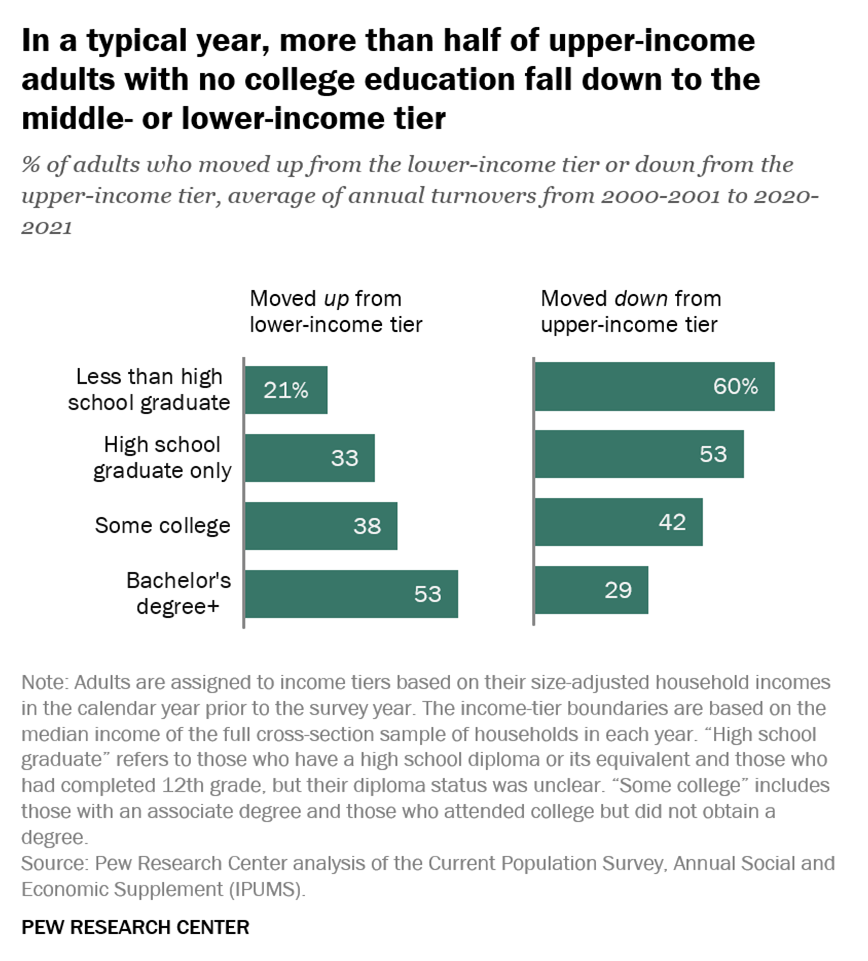 In a typical year, more than half of upper-income
adults with no college education fall down to the
middle- or lower-income tier
% of adults who moved up from the lower-income tier or down from the
upper-income tier, average of annual turnovers from 2000-2001 to 2020-
2021
Moved up from
lower-income tier
Moved down from
upper-income tier
Less than high
school graduate
21%
60%
High school
graduate only
33
53
Some college
38
42
Bachelor's
degree+
53
29
Note: Adults are assigned to income tiers based on their size-adjusted household incomes
in the calendar year prior to the survey year. The income-tier boundaries are based on the
median income of the full cross-section sample of households in each year. “High school
graduate” refers to those who have a high school diploma or its equivalent and those who
had completed 12th grade, but their diploma status was unclear. “Some college” includes
those with an associate degree and those who attended college but did not obtain a
degree.
Source: Pew Research Center analysis of the Current Population Survey, Annual Social and
Economic Supplement (IPUMS).
PEW RESEARCH CENTER